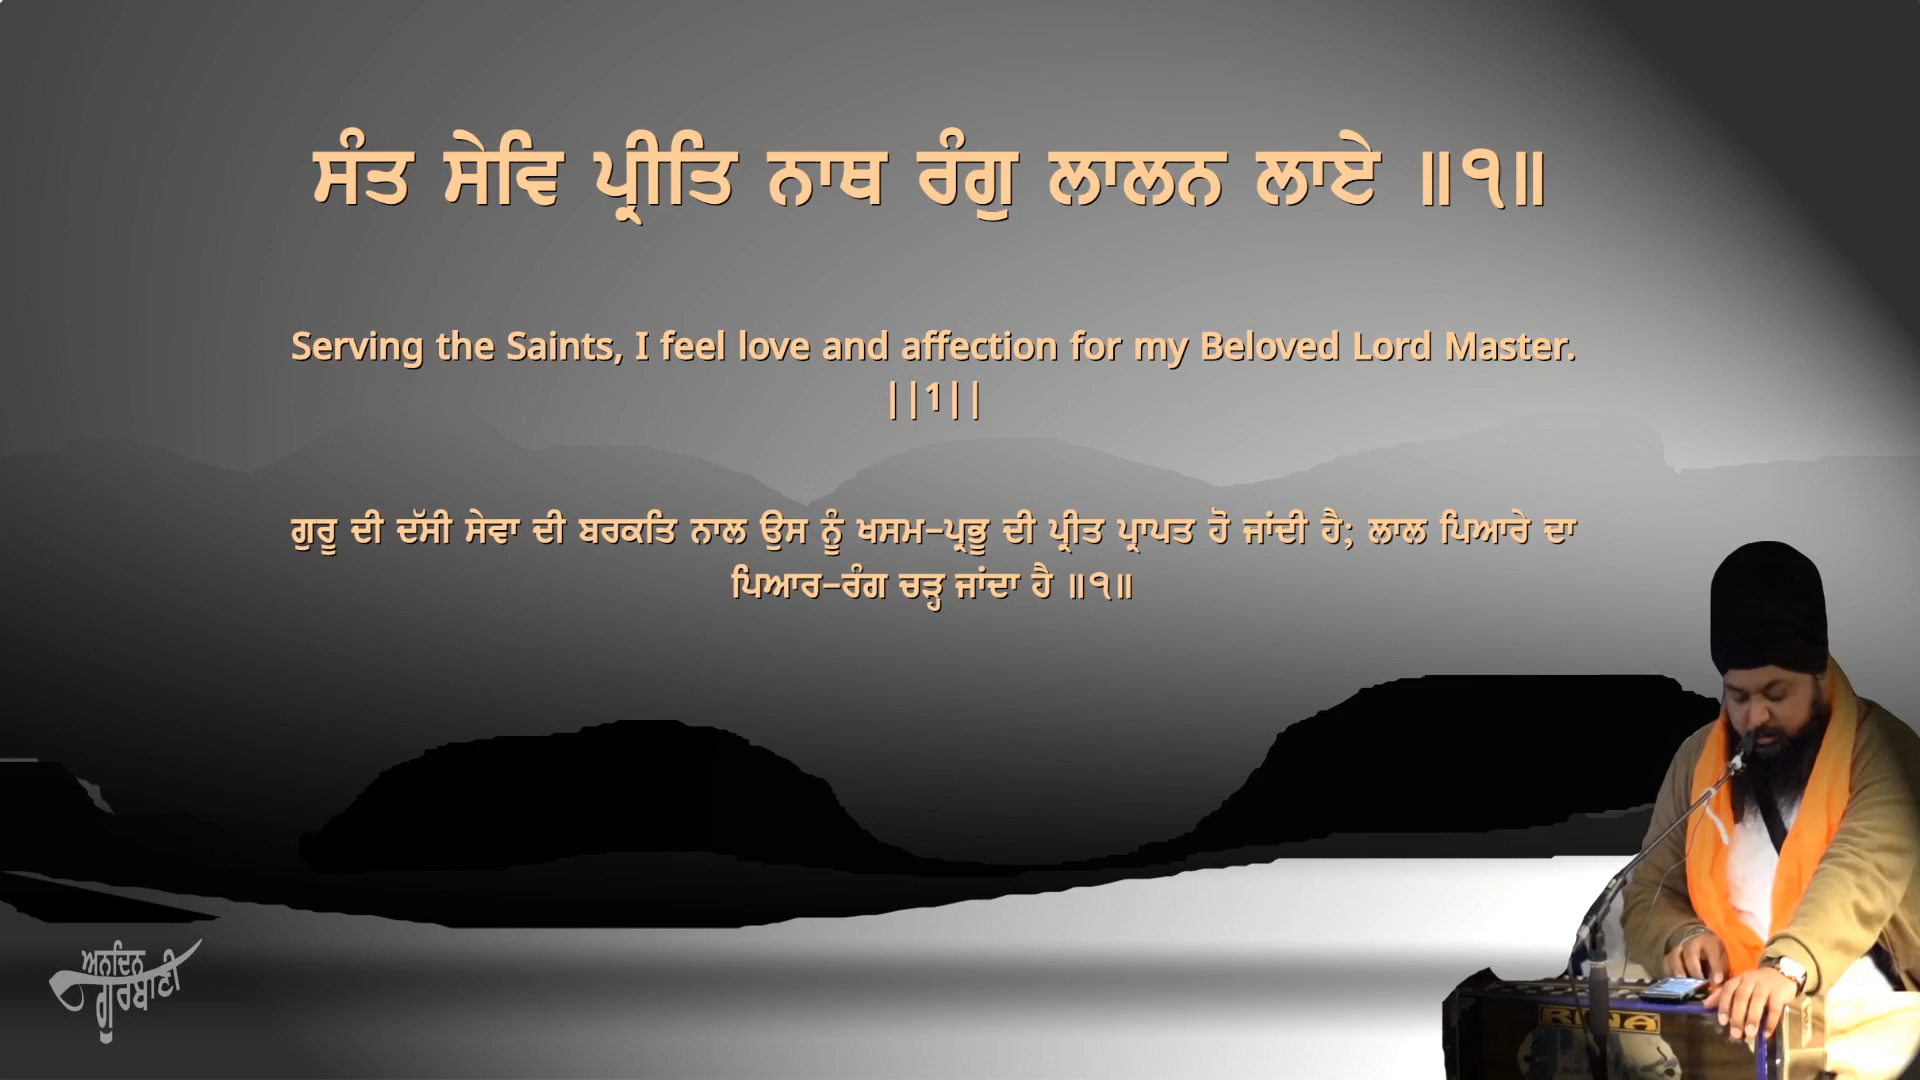 ਸੰਤ ਸੇਵਿ ਪ੍ਰੀਤਿ ਨਾਥ ਰੰਗੁ ਲਾਲਨ ਲਾਏ ॥੧॥
Serving the Saints, I feel love and affection for my Beloved Lord Master.
||1||
ਗੁਰੂ ਦੀ ਦੱਸੀ ਸੇਵਾ ਦੀ ਬਰਕਤਿ ਨਾਲ ਉਸ ਨੂੰ ਖਸਮ-ਪ੍ਰਭੂ ਦੀ ਪ੍ਰੀਤ ਪ੍ਰਾਪਤ ਹੋ ਜਾਂਦੀ ਹੈ; ਲਾਲ ਪਿਆਰੇ ਦਾ
ਪਿਆਰ-ਰੰਗ ਚੜ੍ਹ ਜਾਂਦਾ ਹੈ ॥੧॥
ਅਨਦਿਨ
ਗੁਰਬਾਣੀ
RINA